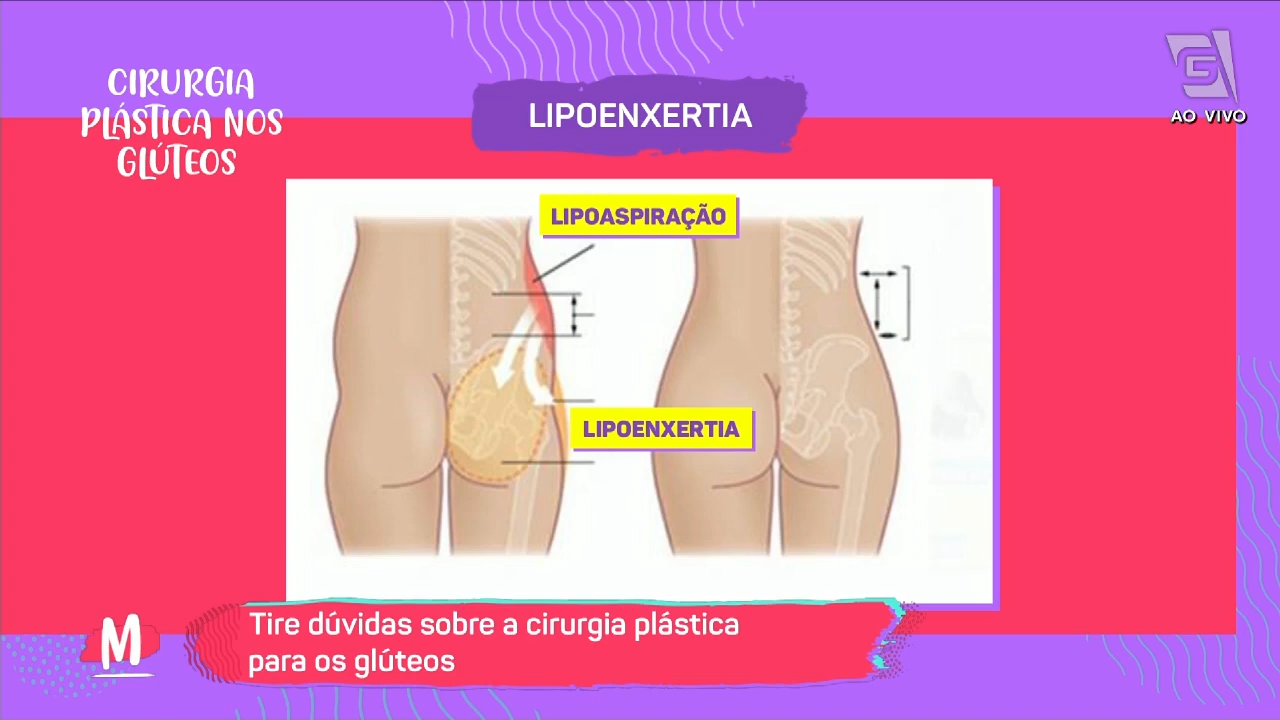 CIRURGIA
PLÁSTICA NOS
GLÚTEOS
LIPOENXERTIA
G
AO VIVO
LIPOASPIRAÇÃO
LIPOENXERTIA
M
Tire dúvidas sobre a cirurgia plástica
para os glúteos